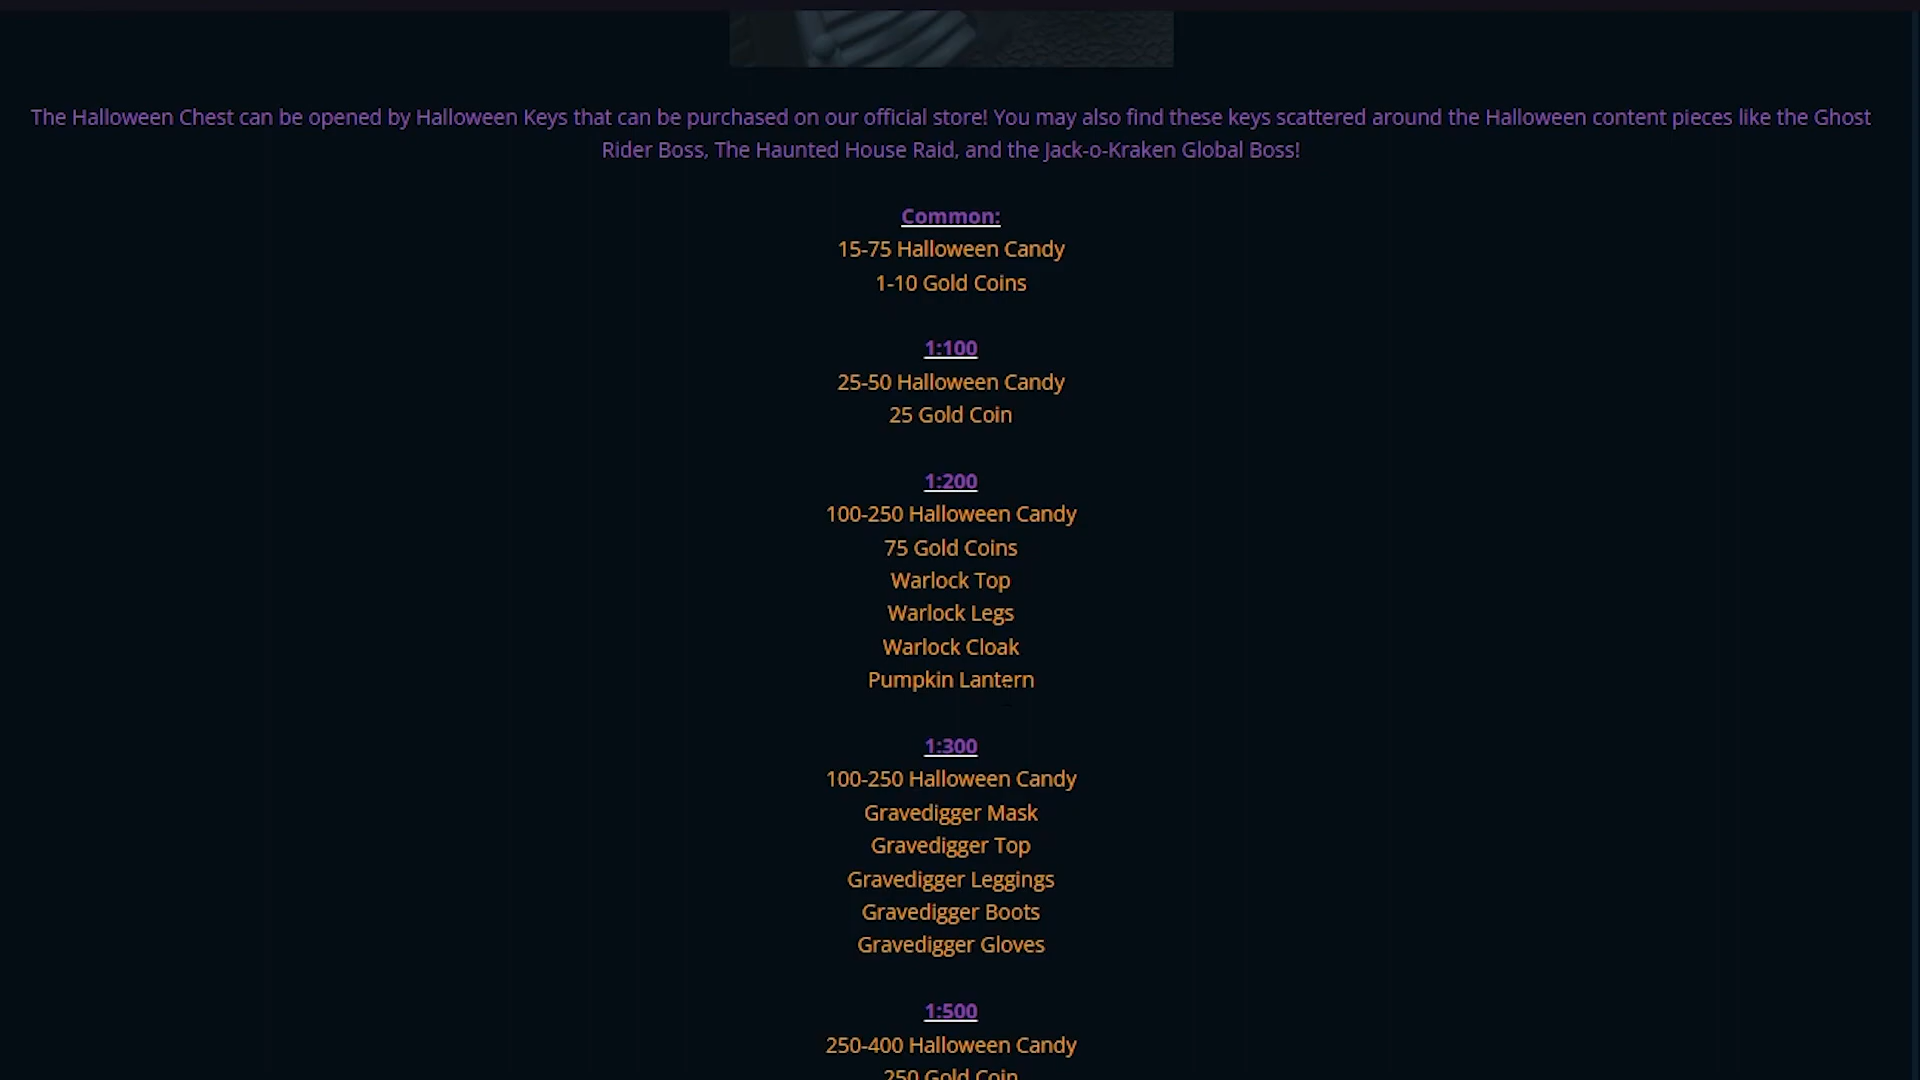 The Halloween Chest can be opened by Halloween Keys that can be purchased on our official store! You may also find these keys scattered around the Halloween content pieces like the Ghost
Rider Boss, The Haunted House Raid, and the Jack-o-Kraken Global Boss!
Common:
15-75 Halloween Candy
1-10 Gold Coins
1:100
25-50 Halloween Candy
25 Gold Coin
1:200
100-250 Halloween Candy
75 Gold Coins
Warlock Top
Warlock Legs
Warlock Cloak
Pumpkin Lantern
1:300
100-250 Halloween Candy
Gravedigger Mask
Gravedigger Top
Gravedigger Leggings
Gravedigger Boots
Gravedigger Gloves
1:500
250-400 Halloween Candy
250 Gold Coin